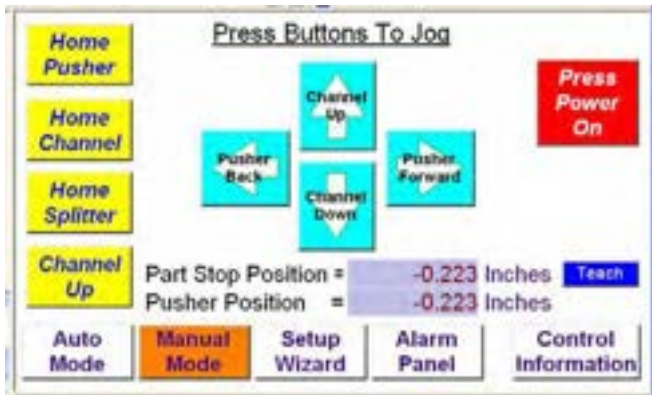 Press Buttons To Jog
Home
Pusher
Home
Channel
Home
Splitter
Channel
Up
Channel
Up
Pusher
Back
Pusher
Forward
Channel
Down
Press
Power
On
Part Stop Position = -0.223 Inches Teach
Pusher Position = -0.223 Inches
Auto
Mode
Manual
Mode
Setup
Wizard
Alarm
Panel
Control
Information